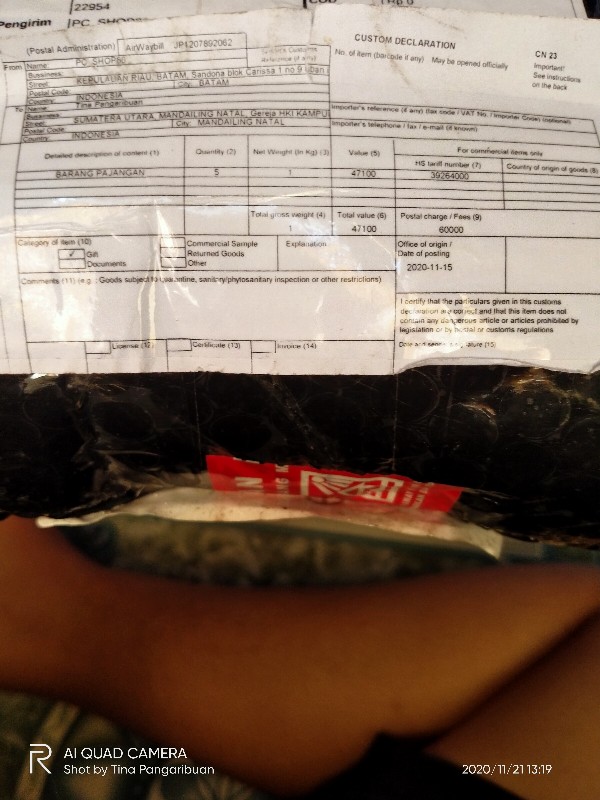 22954
Pengirim PC. SHOP
(Postal Administration) AirWaybill JP1207892062
CUSTOM DECLARATION
CN 23
No. of item (barcode if any) May be opened officially
Important!
See instructions
on the back
From
Name: PC SHOP
Bussiness:
Street KEPULAUAN RIAU, BATAM, Sandona blok Carissa 1 no 9
Postal Code City BATAM
Country: INDONESIA
To
Name: Tina Pangaribuan
Bussiness:
Street: SUMATERA UTARA, MANDAILING NATAL, Gereja HKI KAMPU
Postal Code: City MANDAILING NATAL
Country: INDONESIA
Importer's reference (if any) (tax code / VAT No. / Importer Code) (optional)
Importer's telephone / fax / e-mail (if known)
Detailed description of content (1) Quantity (2) Net Weight (in Kg) (3) Value (5) For commercial items only
HS tariff number (7) Country of origin of goods (8)
BARANG PAJANGAN 5 1 47100 39264000
Total gross weight (4) Total value (6) Postal charge / Fees (9)
1 47100 60000
Category of item (10) Commercial Sample Explanation
✓ Gift Returned Goods
Documents Other
Office of origin /
Date of posting
2020-11-15
Comments (11) (e.g : Goods subject to quarantine, sanitory/phytosanitary inspection or other restrictions)
I certify that the particulars given in this customs
declaration are correct and that this item does not
contain any dangerous article or articles prohibited by
legislation or by postal or customs regulations
License (12) Certificate (13) Invoice (14)
Date and (15)
AI QUAD CAMERA
Shot by Tina Pangaribuan
2020/11/21 13:19